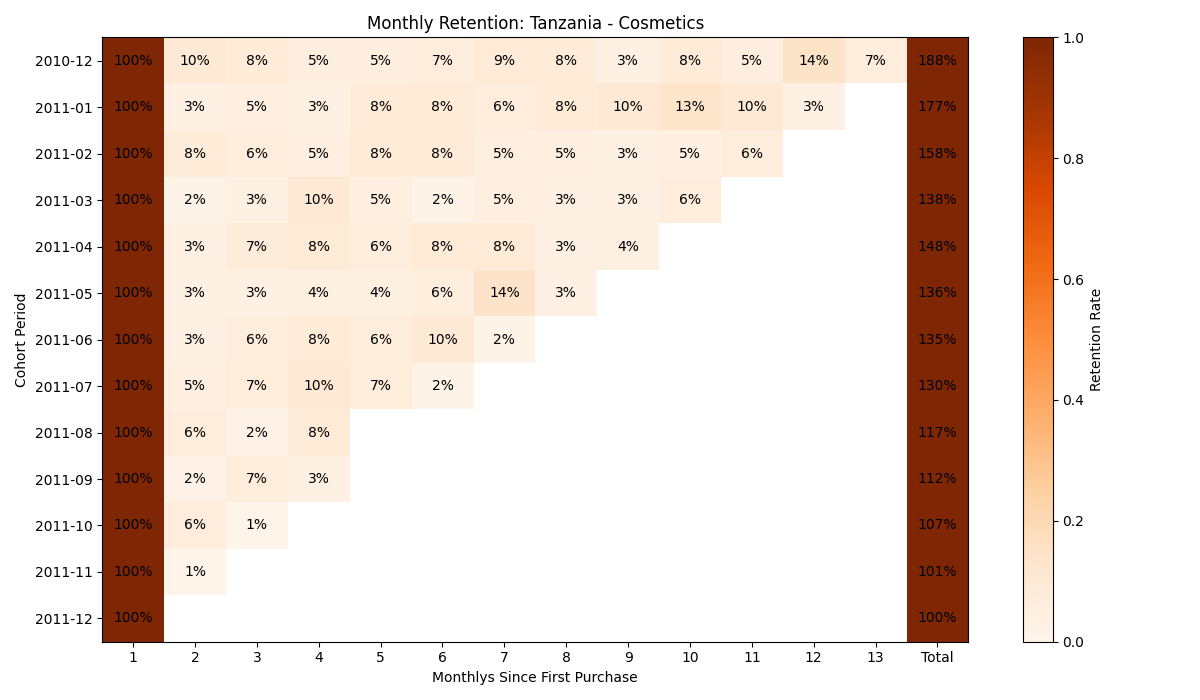 Monthly Retention: Tanzania - Cosmetics
2010-12 100% 10% 8% 5% 5% 7% 9% 8% 3% 8% 5% 14% 7% 188%
2011-01 100% 3% 5% 3% 8% 8% 6% 8% 10% 13% 10% 3% 177%
2011-02 100% 8% 6% 5% 8% 8% 5% 5% 3% 5% 6% 158%
2011-03 100% 2% 3% 10% 5% 2% 5% 3% 3% 6% 138%
2011-04 100% 3% 7% 8% 6% 8% 8% 3% 4% 148%
2011-05 100% 3% 3% 4% 4% 6% 14% 3% 136%
2011-06 100% 3% 6% 8% 6% 10% 2% 135%
2011-07 100% 5% 7% 10% 7% 2% 130%
2011-08 100% 6% 2% 8% 117%
2011-09 100% 2% 7% 3% 112%
2011-10 100% 6% 1% 107%
2011-11 100% 1% 101%
2011-12 100% 100%
1 2 3 4 5 6 7 8 9 10 11 12 13 Total
Monthlys Since First Purchase
Cohort Period
1.0
0.8
0.6
0.4
0.2
0.0
Retention Rate